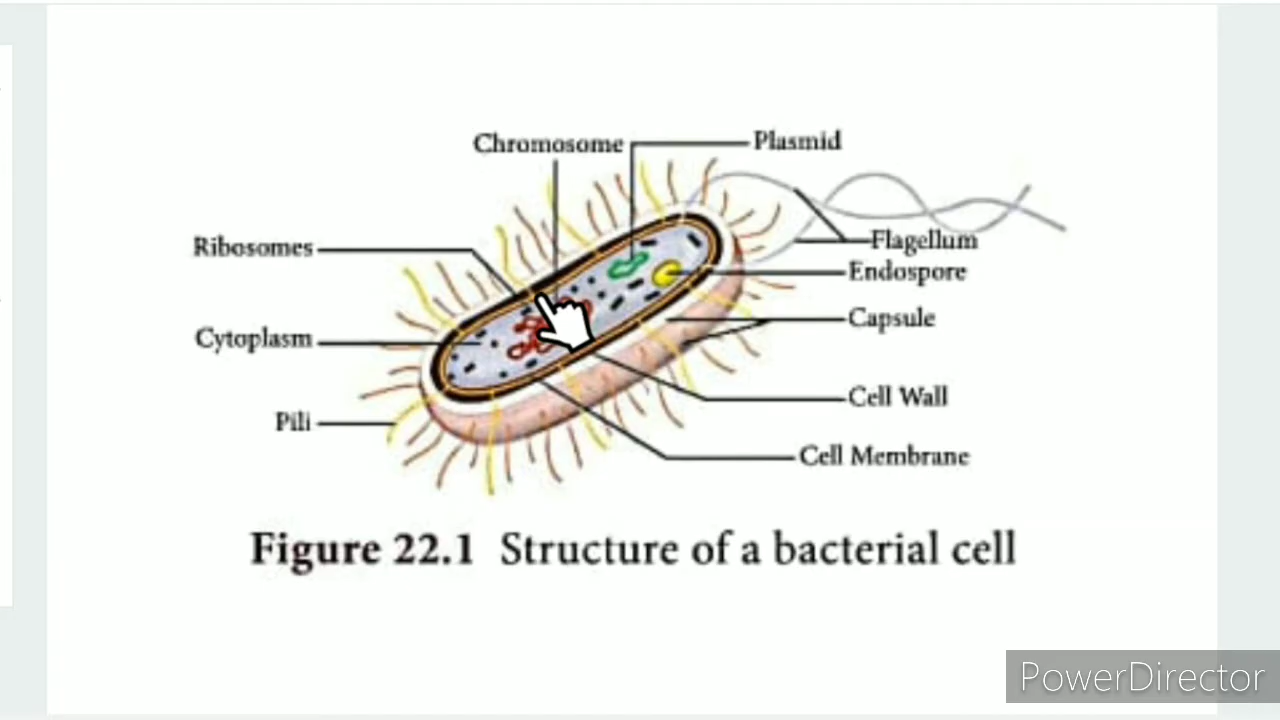 Chromosome
Plasmid
Ribosomes
Flagellum
Endospore
Capsule
Cytoplasm
Cell Wall
Pili
Cell Membrane
Figure 22.1 Structure of a bacterial cell
PowerDirector